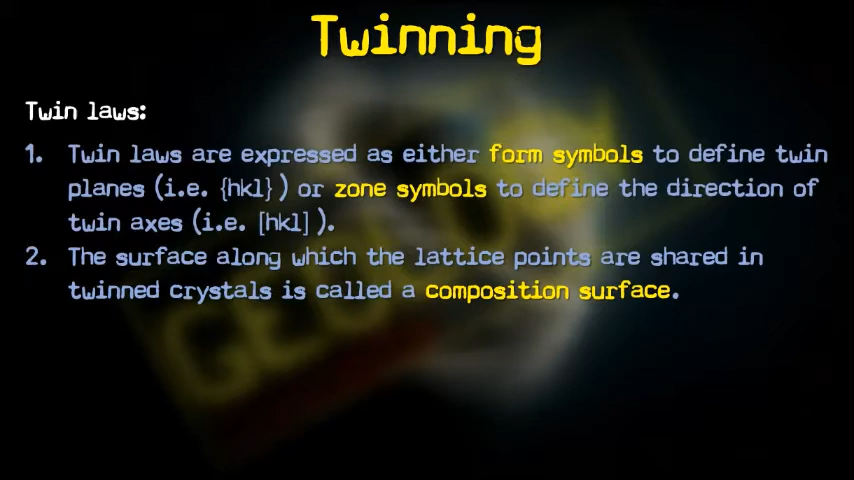 Twinning
Twin laws:
1. Twin laws are expressed as either form symbols to define twin
planes (i.e. {hkl} ) or zone symbols to define the direction of
twin axes (i.e. [hkl] ).
2. The surface along which the lattice points are shared in
twinned crystals is called a composition surface.